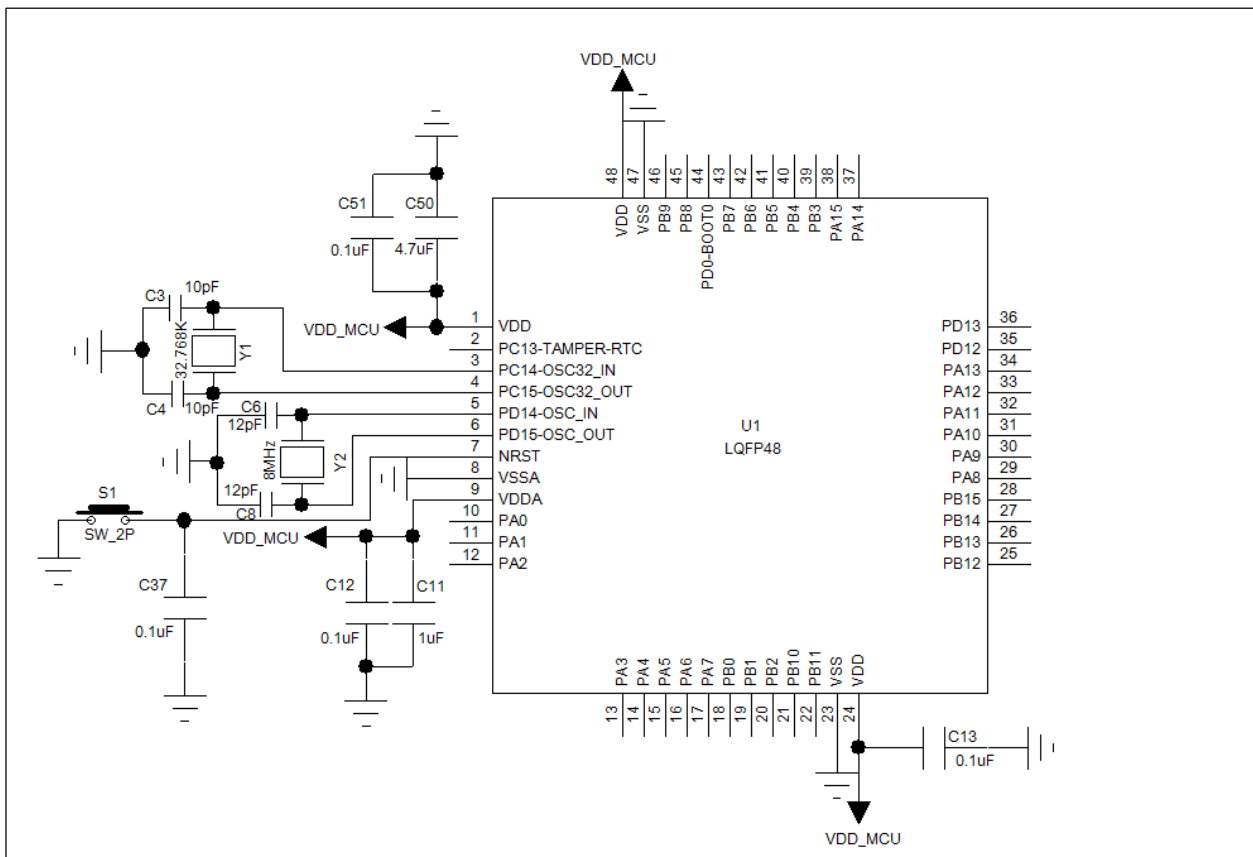 VDD_MCU
48
47
46
45
44
43
42
41
40
39
38
37
VDD
VSS
PB9
PB8
PD0-BOOT0
PB7
PB6
PB5
PB4
PB3
PA15
PA14
C51
C50
0.1uF
4.7uF
C3
10pF
32.768K
Y1
C4
10pF
VDD_MCU
1 VDD
2 PC13-TAMPER-RTC
3 PC14-OSC32_IN
4 PC15-OSC32_OUT
5 PD14-OSC_IN
6 PD15-OSC_OUT
7 NRST
8 VSSA
9 VDDA
10 PA0
11 PA1
12 PA2
C6
12pF
8MHz
Y2
12pF
C8
S1
SW_2P
VDD_MCU
C37
0.1uF
C12
0.1uF
C11
1uF
U1
LQFP48
PD13 36
PD12 35
PA13 34
PA12 33
PA11 32
PA10 31
PA9 30
PA8 29
PB15 28
PB14 27
PB13 26
PB12 25
PA3
PA4
PA5
PA6
PA7
PB0
PB1
PB2
PB10
PB11
VSS
VDD
13
14
15
16
17
18
19
20
21
22
23
24
C13
0.1uF
VDD_MCU